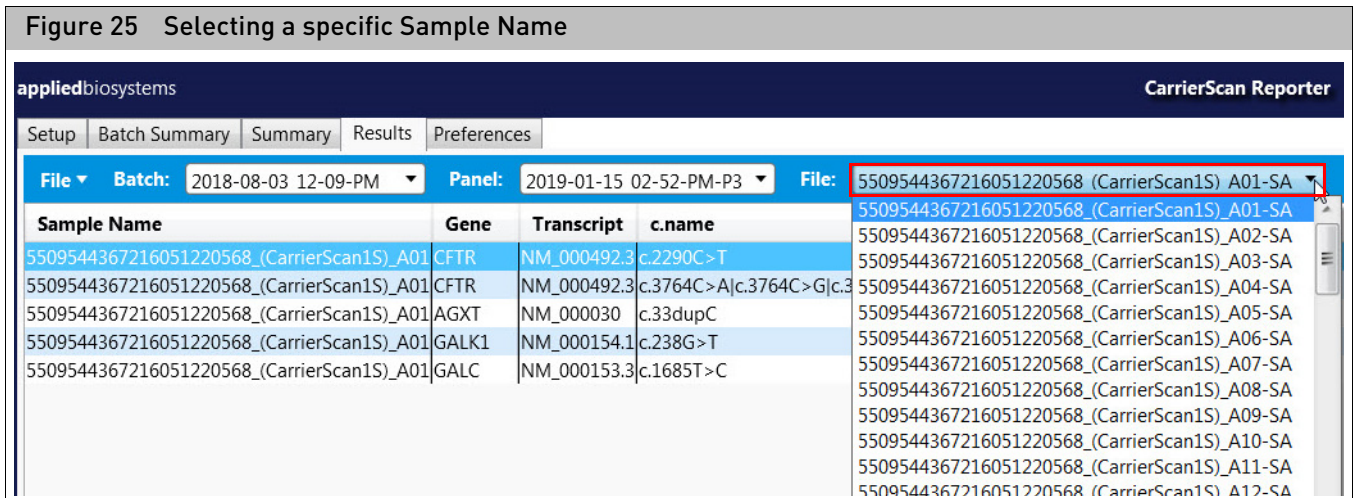 Figure 25 Selecting a specific Sample Name
appliedbiosystems CarrierScan Reporter
Setup Batch Summary Summary Results Preferences
File Batch: 2018-08-03 12-09-PM Panel: 2019-01-15 02-52-PM-P3 File: 5509544367216051220568_(CarrierScan1S)_A01-SA
Sample Name Gene Transcript c.name
5509544367216051220568_(CarrierScan1S)_A01 CFTR NM_000492.3 c.2290C>T
5509544367216051220568_(CarrierScan1S)_A01 CFTR NM_000492.3 c.3764C>A|c.3764C>G|c.3
5509544367216051220568_(CarrierScan1S)_A01 AGXT NM_000030 c.33dupC
5509544367216051220568_(CarrierScan1S)_A01 GALK1 NM_000154.1 c.238G>T
5509544367216051220568_(CarrierScan1S)_A01 GALC NM_000153.3 c.1685T>C
5509544367216051220568_(CarrierScan1S)_A01-SA
5509544367216051220568_(CarrierScan1S)_A02-SA
5509544367216051220568_(CarrierScan1S)_A03-SA
5509544367216051220568_(CarrierScan1S)_A04-SA
5509544367216051220568_(CarrierScan1S)_A05-SA
5509544367216051220568_(CarrierScan1S)_A06-SA
5509544367216051220568_(CarrierScan1S)_A07-SA
5509544367216051220568_(CarrierScan1S)_A08-SA
5509544367216051220568_(CarrierScan1S)_A09-SA
5509544367216051220568_(CarrierScan1S)_A10-SA
5509544367216051220568_(CarrierScan1S)_A11-SA
5509544367216051220568_(CarrierScan1S)_A12-SA